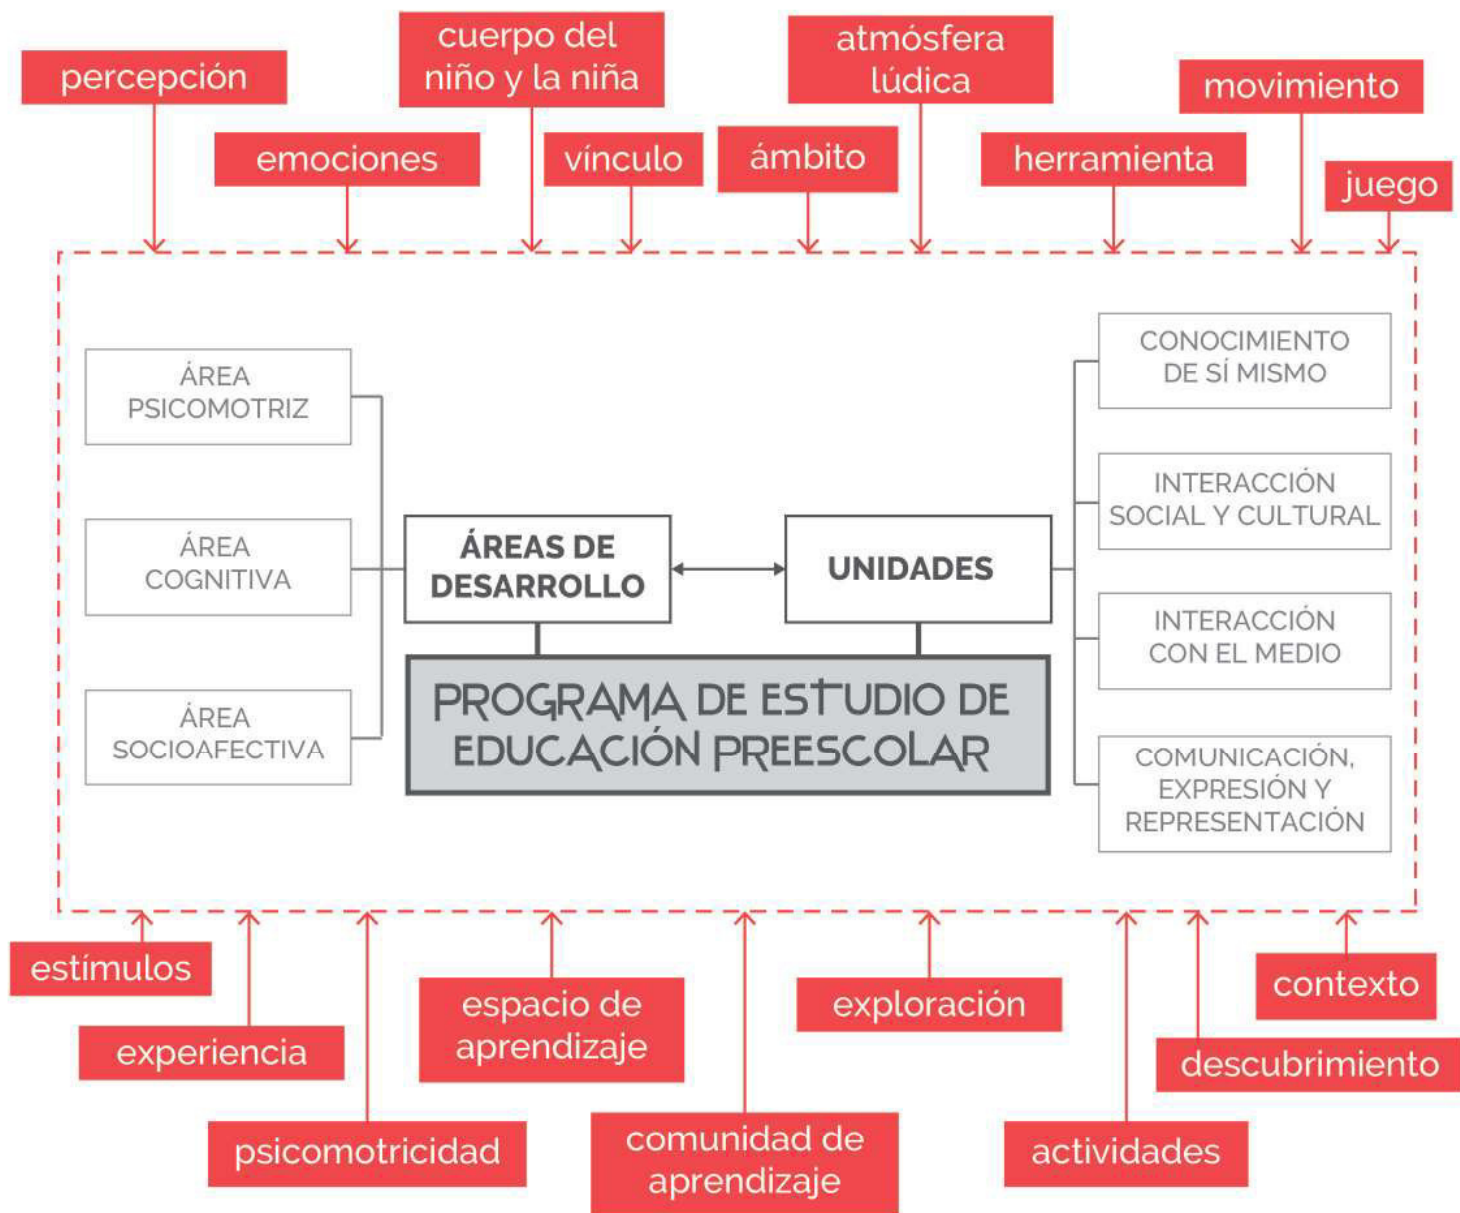 percepción
cuerpo del
niño y la niña
atmósfera
lúdica
movimiento
emociones
vínculo
ámbito
herramienta
juego
ÁREA
PSICOMOTRIZ
ÁREA
COGNITIVA
ÁREA
SOCIOAFECTIVA
ÁREAS DE
DESARROLLO
UNIDADES
PROGRAMA DE ESTUDIO DE
EDUCACIÓN PREESCOLAR
CONOCIMIENTO
DE SÍ MISMO
INTERACCIÓN
SOCIAL Y CULTURAL
INTERACCIÓN
CON EL MEDIO
COMUNICACIÓN,
EXPRESIÓN Y
REPRESENTACIÓN
estímulos
experiencia
psicomotricidad
espacio de
aprendizaje
comunidad de
aprendizaje
exploración
actividades
descubrimiento
contexto